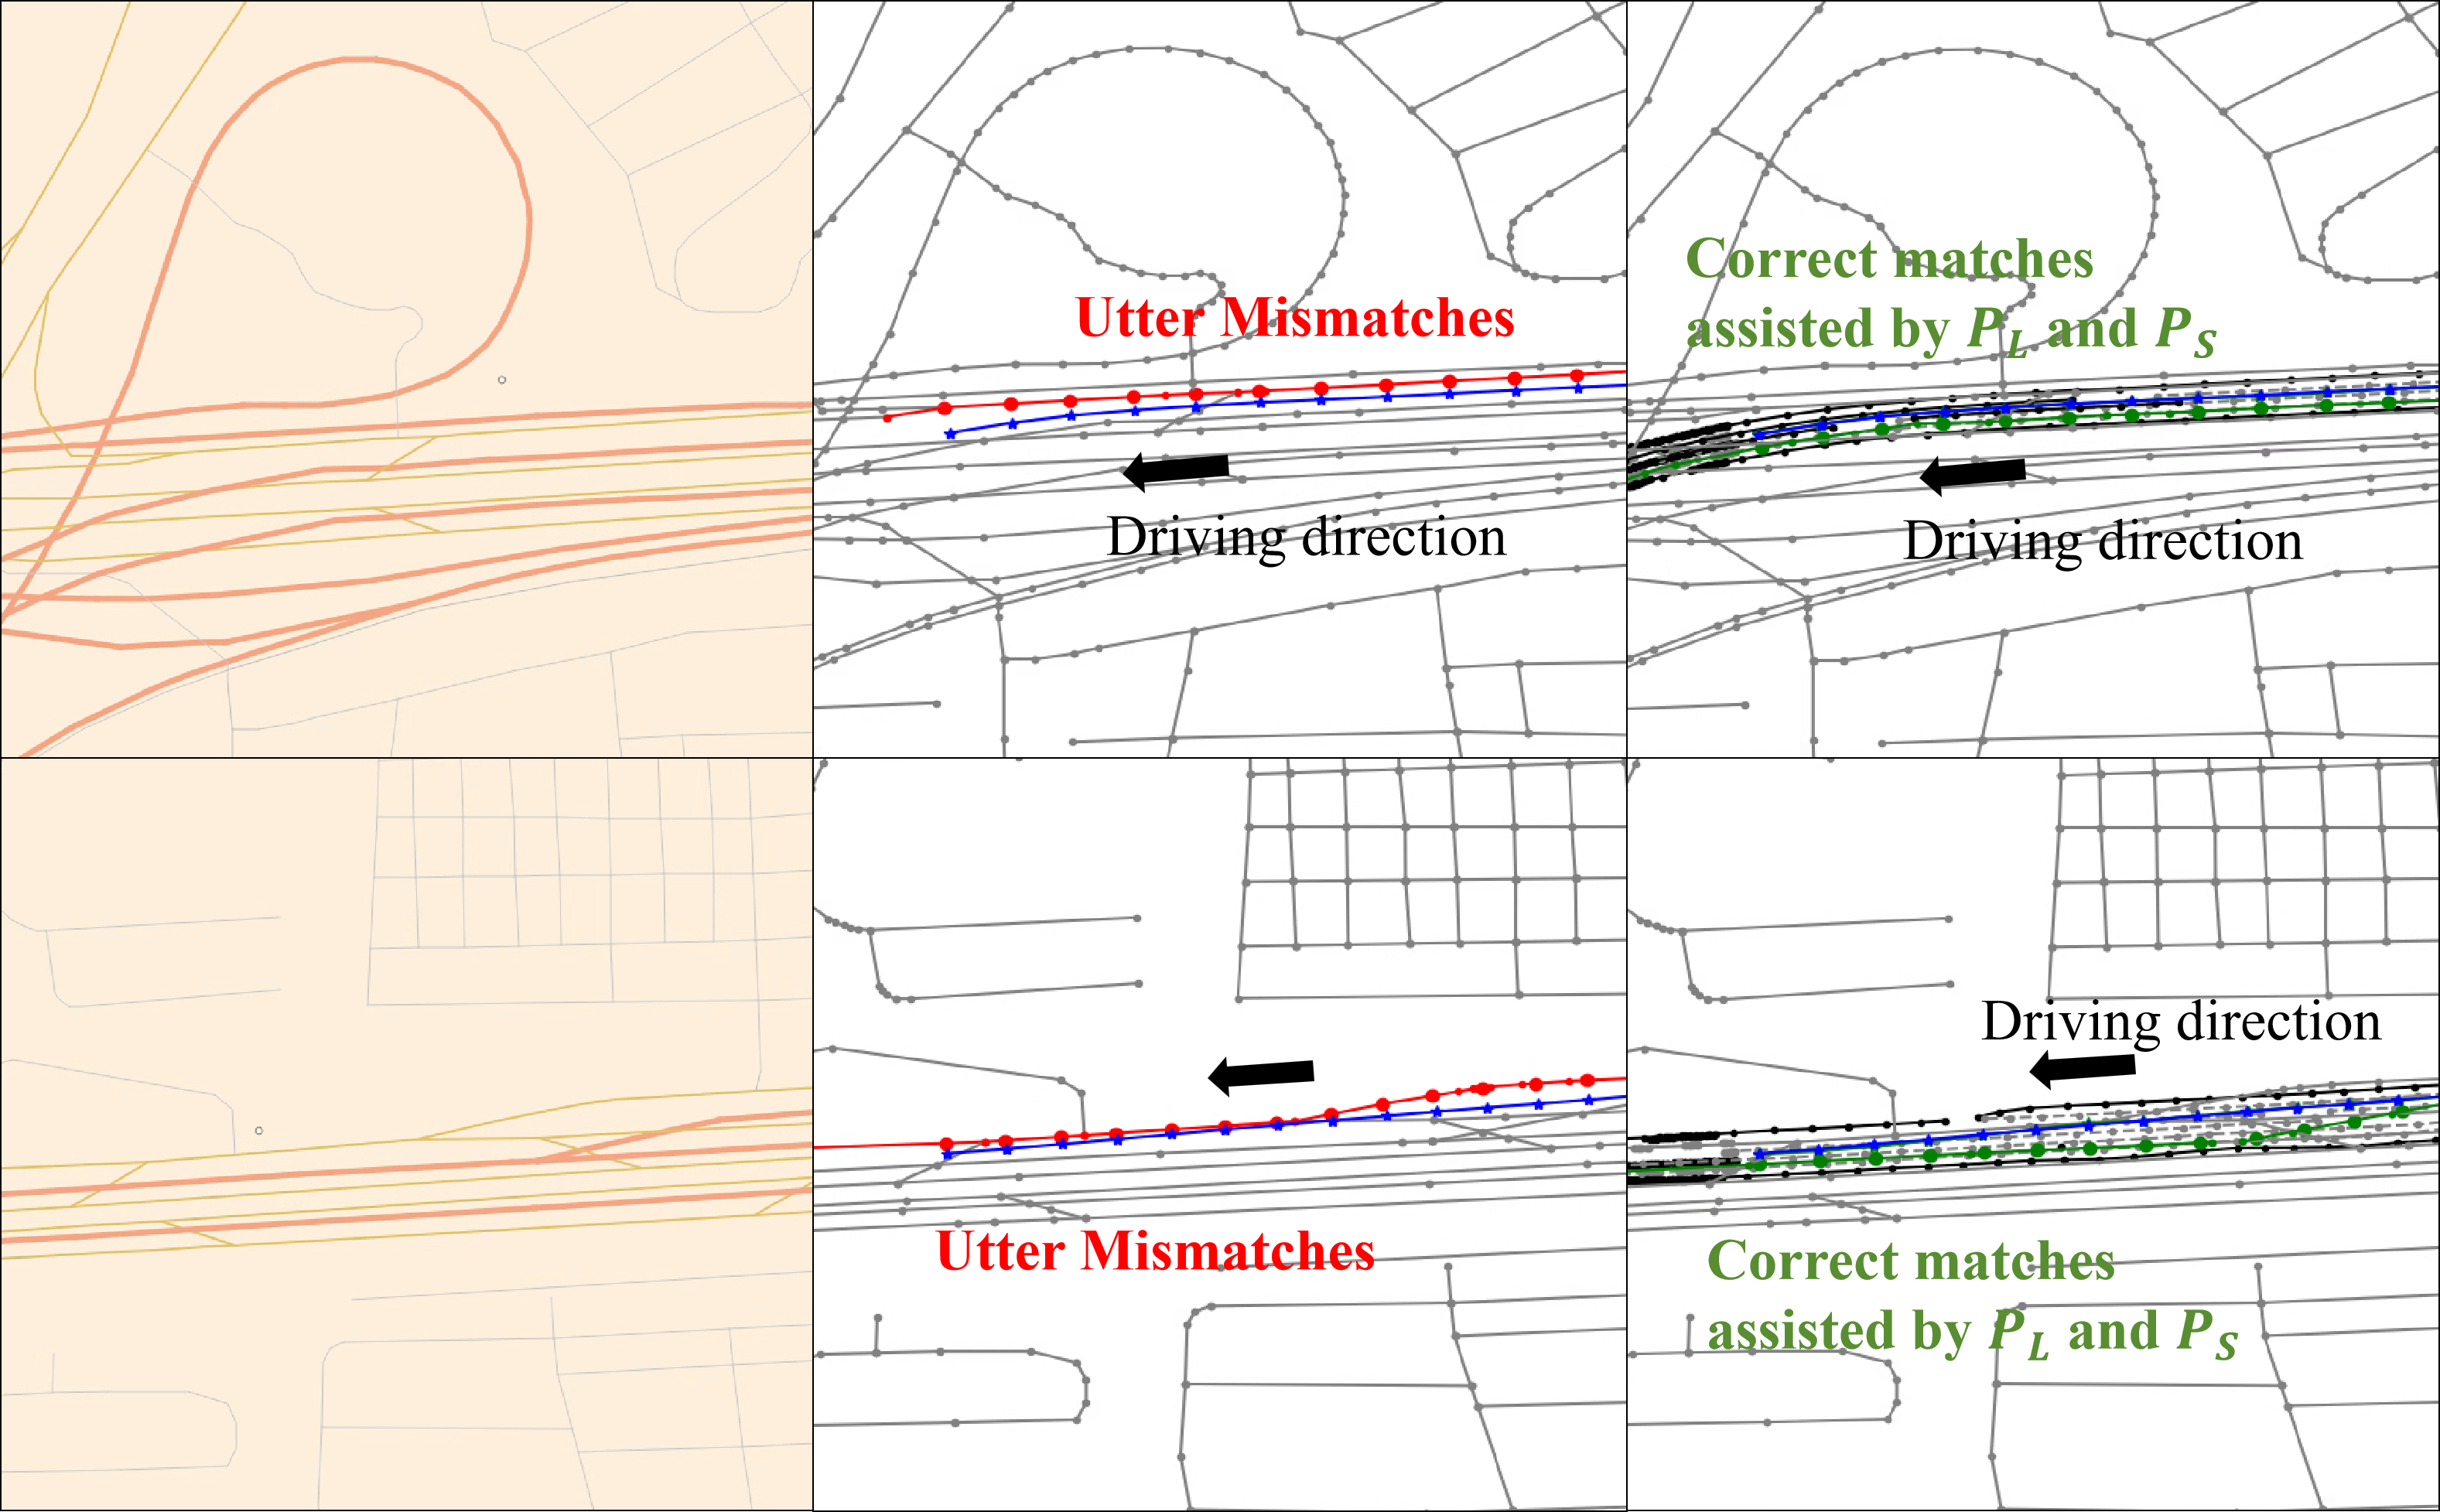 Utter Mismatches
Driving direction
Correct matches
assisted by P_L and P_S
Driving direction
Utter Mismatches
Driving direction
Correct matches
assisted by P_L and P_S